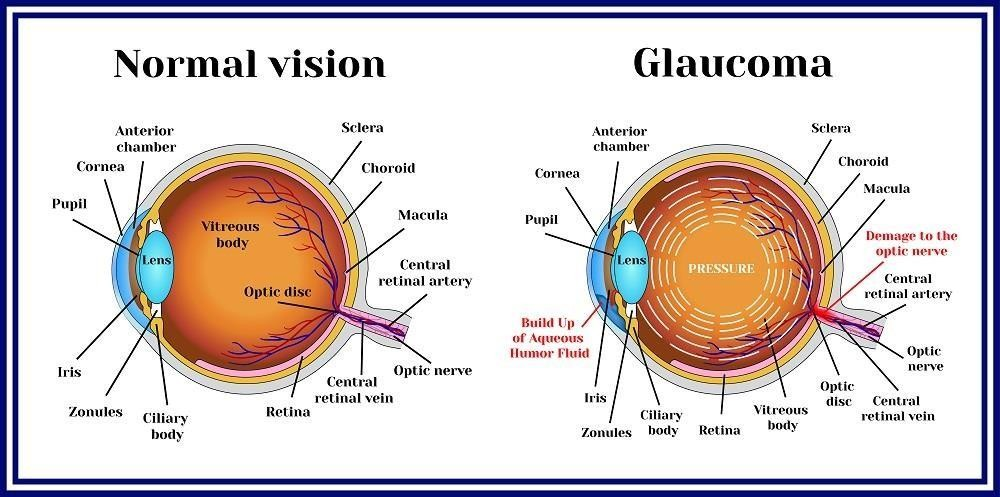 Normal vision
Anterior
chamber
Cornea
Pupil
Sclera
Choroid
Macula
Vitreous
body
Lens
Optic disc
Central
retinal artery
Optic nerve
Central
retinal vein
Retina
Ciliary
body
Zonules
Iris
Glaucoma
Anterior
chamber
Cornea
Pupil
Sclera
Choroid
Macula
Demage to the
optic nerve
Lens
PRESSURE
Central
retinal artery
Build Up
of Aqueous
Humor Fluid
Optic
nerve
Iris
Zonules
Ciliary
body
Retina
Vitreous
body
Optic
disc
Central
retinal vein